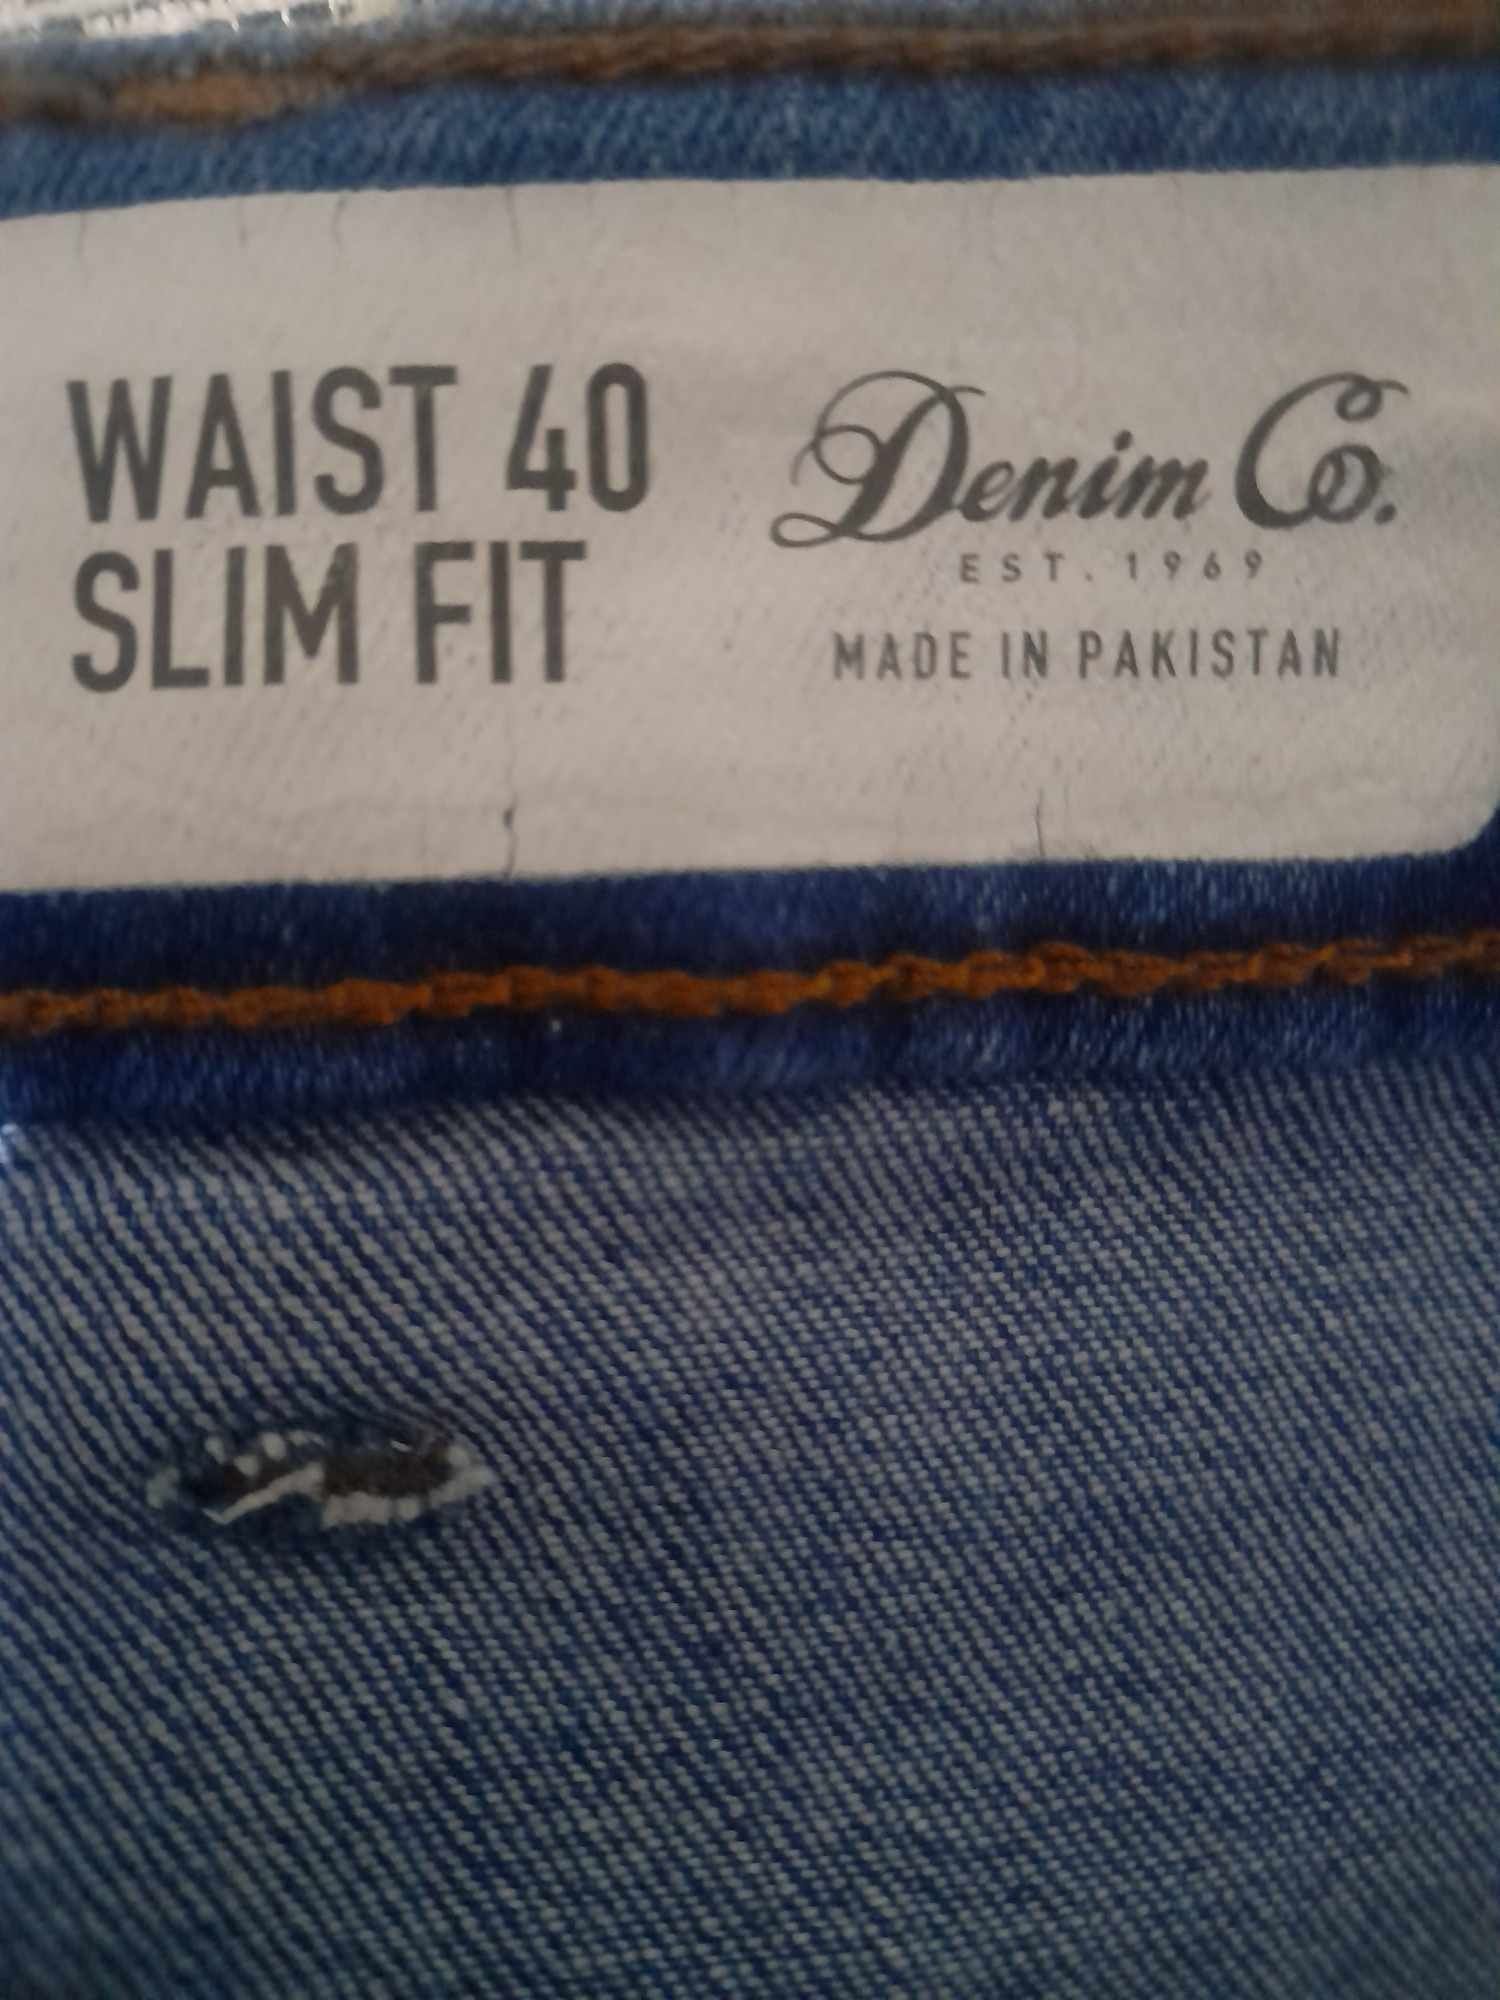 WAIST 40
SLIM FIT
Denim Co.
EST. 1969
MADE IN PAKISTAN